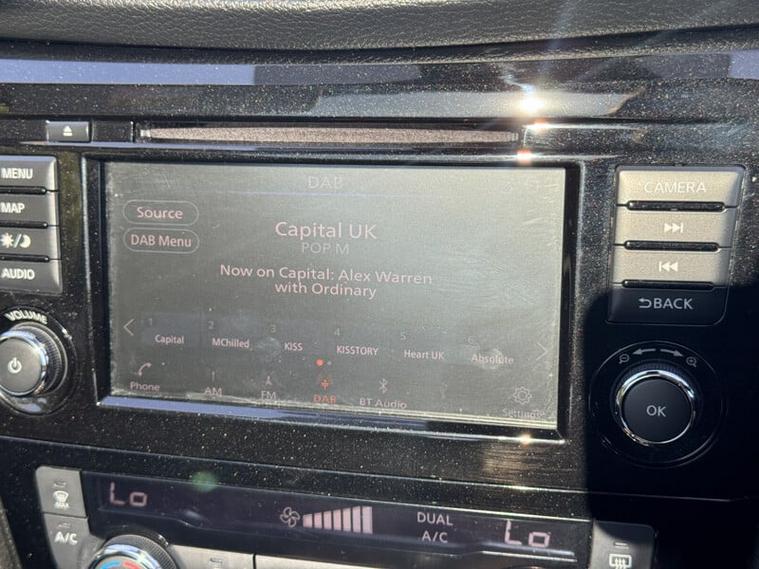 DAB
MENU
MAP
AUDIO
VOLUME
Source
DAB Menu
Capital UK
POP M
Now on Capital: Alex Warren
with Ordinary
1 2 3 4 5 6
Capital MChilled KISS KISSTORY Heart UK Absolute
Phone AM FM DAB BT Audio Settings
CAMERA
BACK
OK
Lo
DUAL
A/C
Lo
MAX
A/C